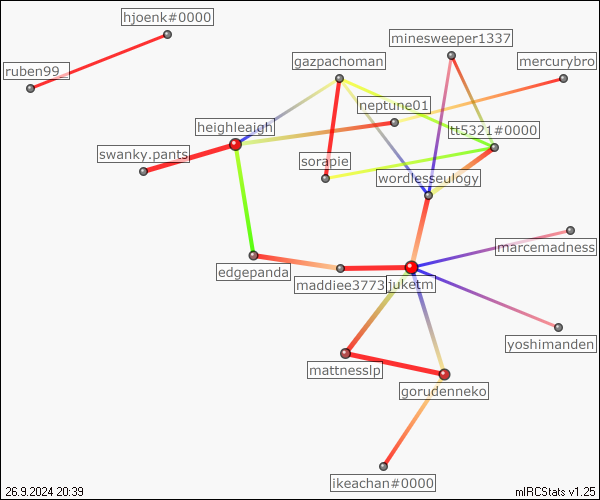 hjoenk#0000
minesweeper1337
gazpachoman
mercurybro
ruben99_
neptune01
heighleajgh
tt5321#0000
swanky.pants
sorapie
wordlesseulogy
marcemadness
edgepanda
maddiee3773
juketm
yoshimanden
mattnesslp
gorudenneko
ikeachan#0000
26.9.2024 20:39
mIRCStats v1.25